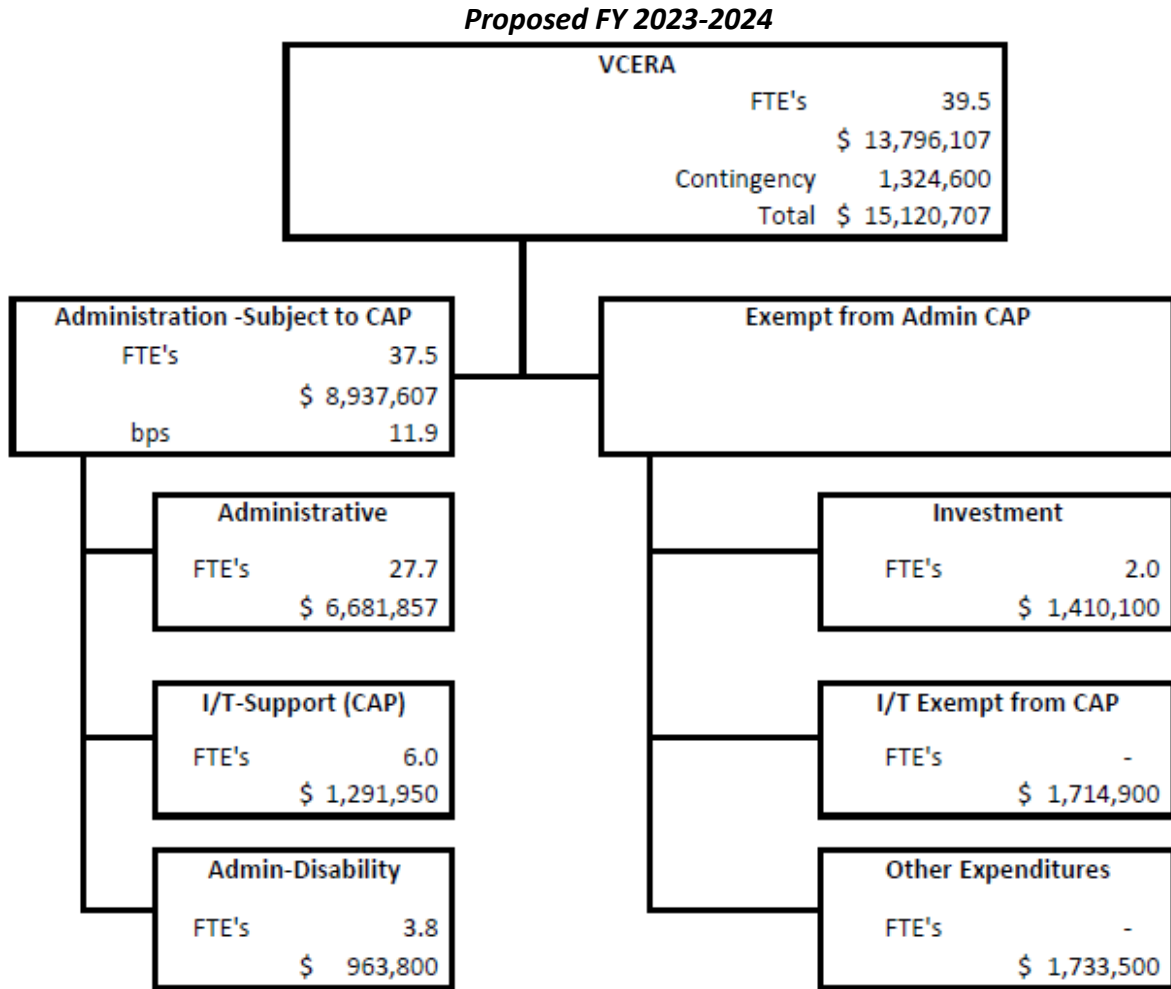 Proposed FY 2023-2024
VCERA
FTE's 39.5
$ 13,796,107
Contingency 1,324,600
Total $ 15,120,707
Administration -Subject to CAP
FTE's 37.5
$ 8,937,607
bps 11.9
Exempt from Admin CAP
Administrative
FTE's 27.7
$ 6,681,857
Investment
FTE's 2.0
$ 1,410,100
I/T-Support (CAP)
FTE's 6.0
$ 1,291,950
I/T Exempt from CAP
FTE's -
$ 1,714,900
Admin-Disability
FTE's 3.8
$ 963,800
Other Expenditures
FTE's -
$ 1,733,500